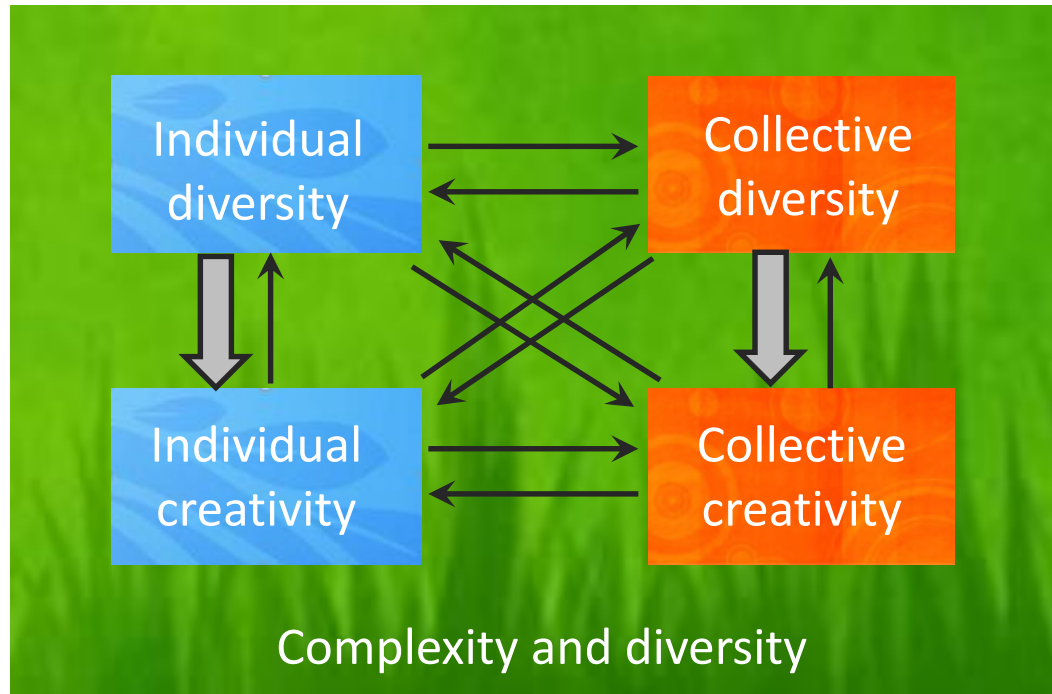 Individual
diversity
Collective
diversity
Individual
creativity
Collective
creativity
Complexity and diversity